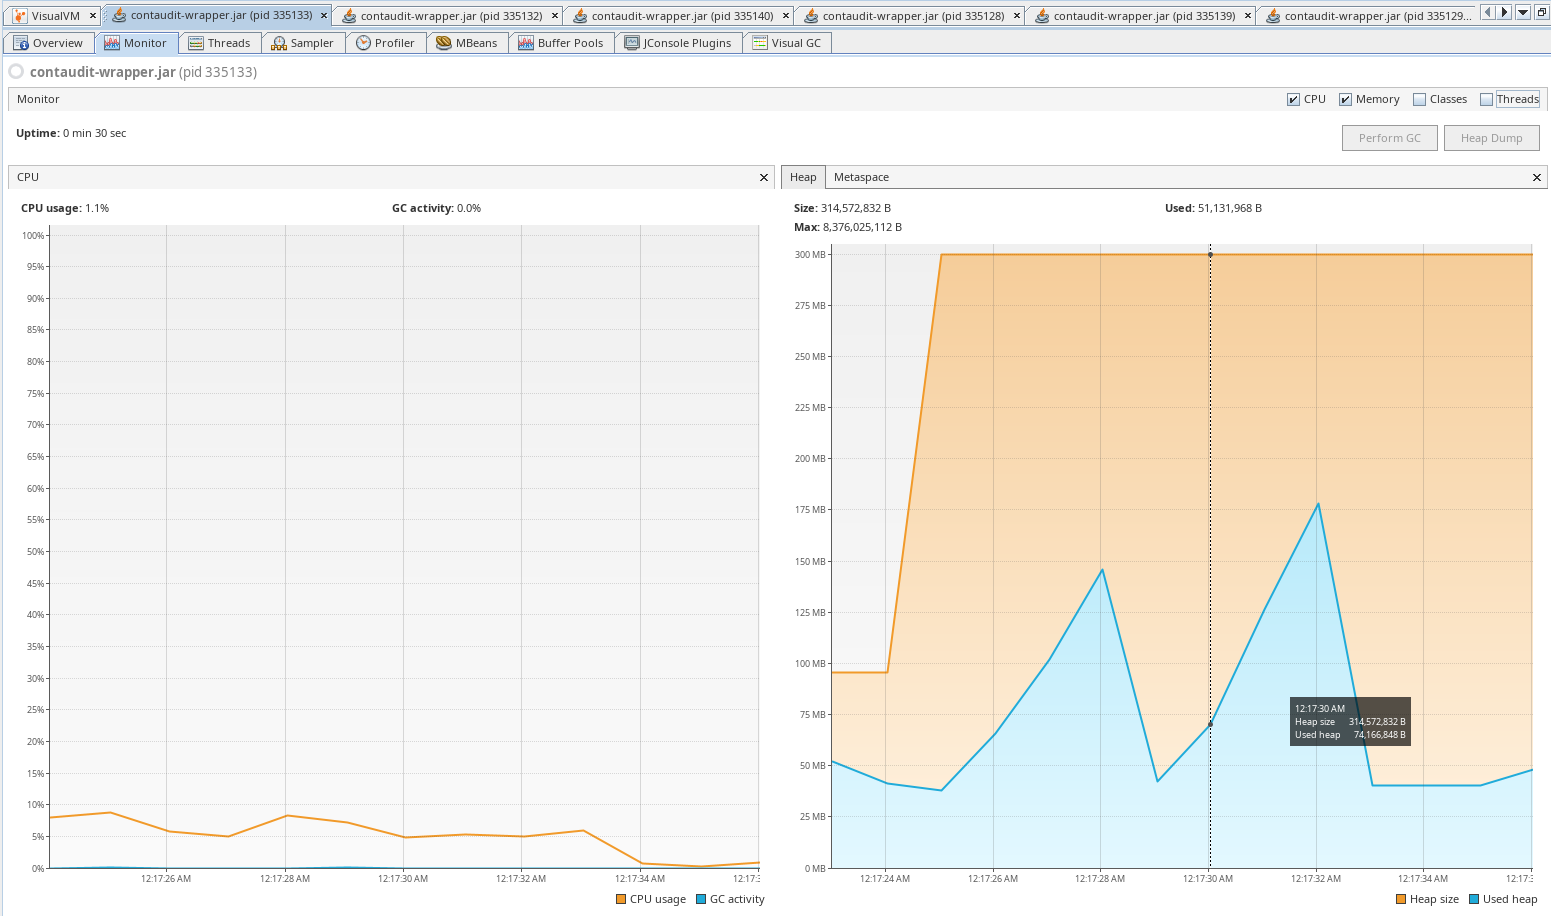 VisualVM
contaudit-wrapper.jar (pid 335133)
contaudit-wrapper.jar (pid 335132)
contaudit-wrapper.jar (pid 335140)
contaudit-wrapper.jar (pid 335128)
contaudit-wrapper.jar (pid 335139)
contaudit-wrapper.jar (pid 335129...
Overview
Monitor
Threads
Sampler
Profiler
MBeans
Buffer Pools
JConsole Plugins
Visual GC
contaudit-wrapper.jar (pid 335133)
Monitor
CPU
Memory
Classes
Threads
Uptime: 0 min 30 sec
Perform GC
Heap Dump
CPU
CPU usage: 1.1%
GC activity: 0.0%
100%
95%
90%
85%
80%
75%
70%
65%
60%
55%
50%
45%
40%
35%
30%
25%
20%
15%
10%
5%
0%
12:17:26 AM
12:17:28 AM
12:17:30 AM
12:17:32 AM
12:17:34 AM
12:17:3
CPU usage
GC activity
Heap
Metaspace
Size: 314,572,832 B
Used: 51,131,968 B
Max: 8,376,025,112 B
300 MB
275 MB
250 MB
225 MB
200 MB
175 MB
150 MB
125 MB
100 MB
75 MB
50 MB
25 MB
0 MB
12:17:30 AM
Heap size 314,572,832 B
Used heap 74,166,848 B
12:17:24 AM
12:17:26 AM
12:17:28 AM
12:17:30 AM
12:17:32 AM
12:17:34 AM
12:17:3
Heap size
Used heap